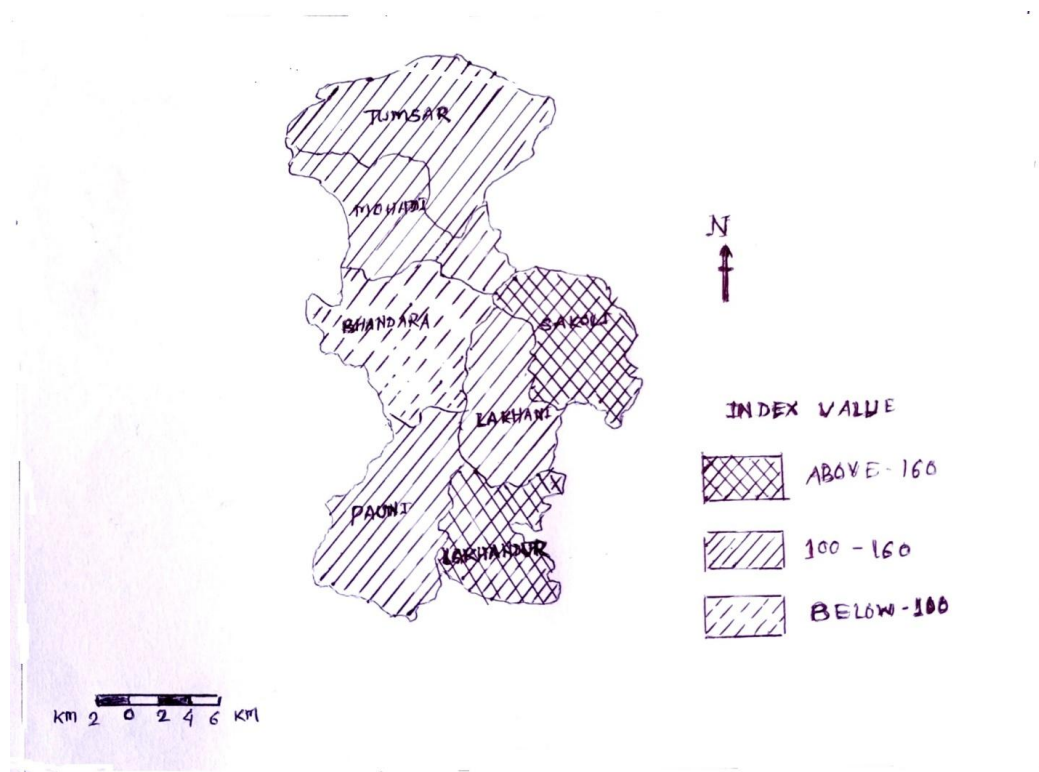 TUMSAR
MOHADI
N
BHANDARA
SAKOLI
LAKHANI
INDEX VALUE
ABOVE-160
PAUNI
100-160
LAKHANDUR
BELOW-100
KM 2 0 2 4 6 KM